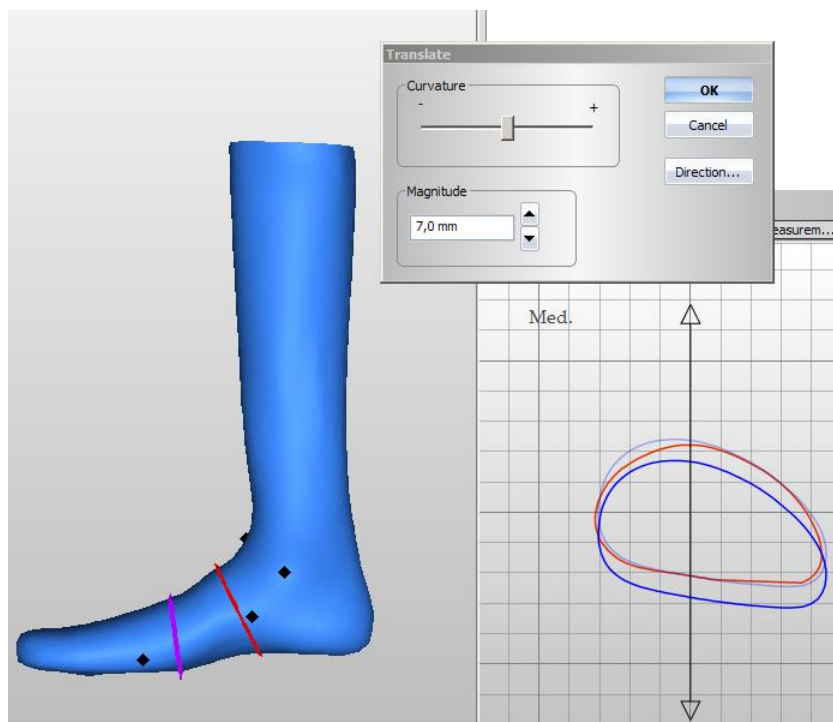 Translate
Curvature
- +
OK
Cancel
Direction...
Magnitude
7,0 mm
easurem...
Med.